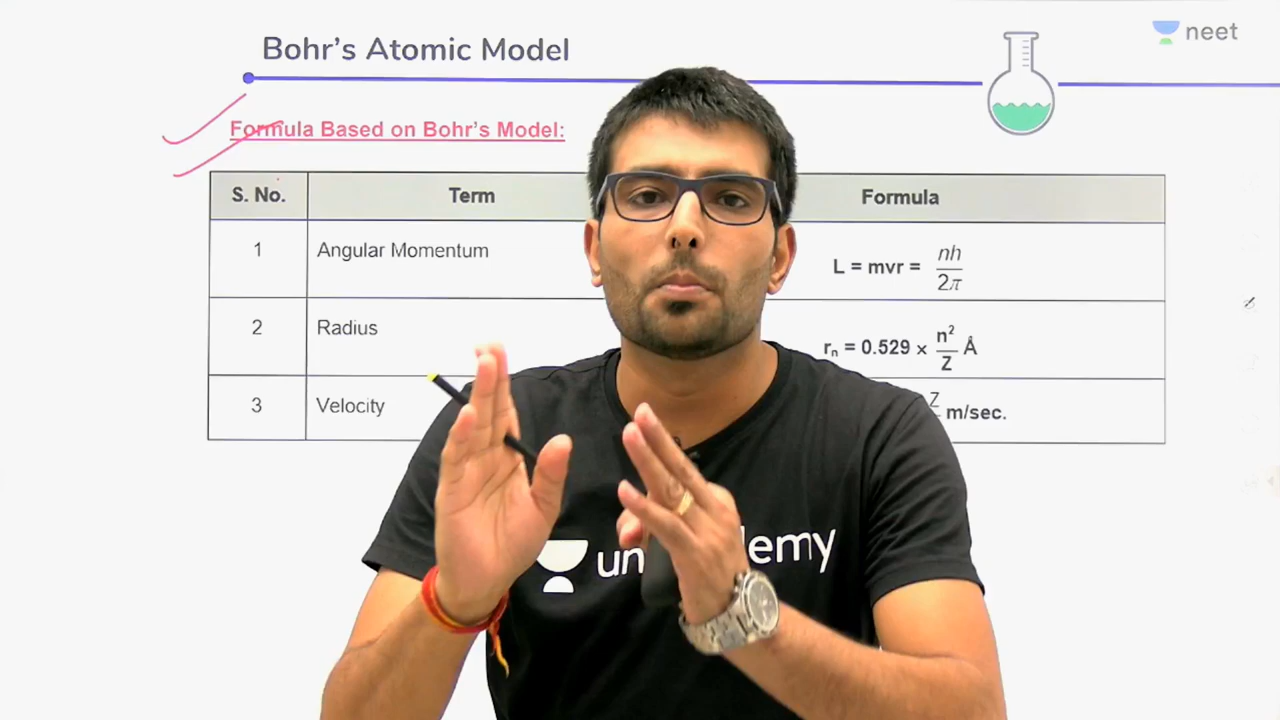 Bohr's Atomic Model
neet
Formula Based on Bohr's Model:
S. No. Term Formula
1 Angular Momentum L = mvr = nh/2π
2 Radius rₙ = 0.529 × n²/Z Å
3 Velocity Z m/sec.